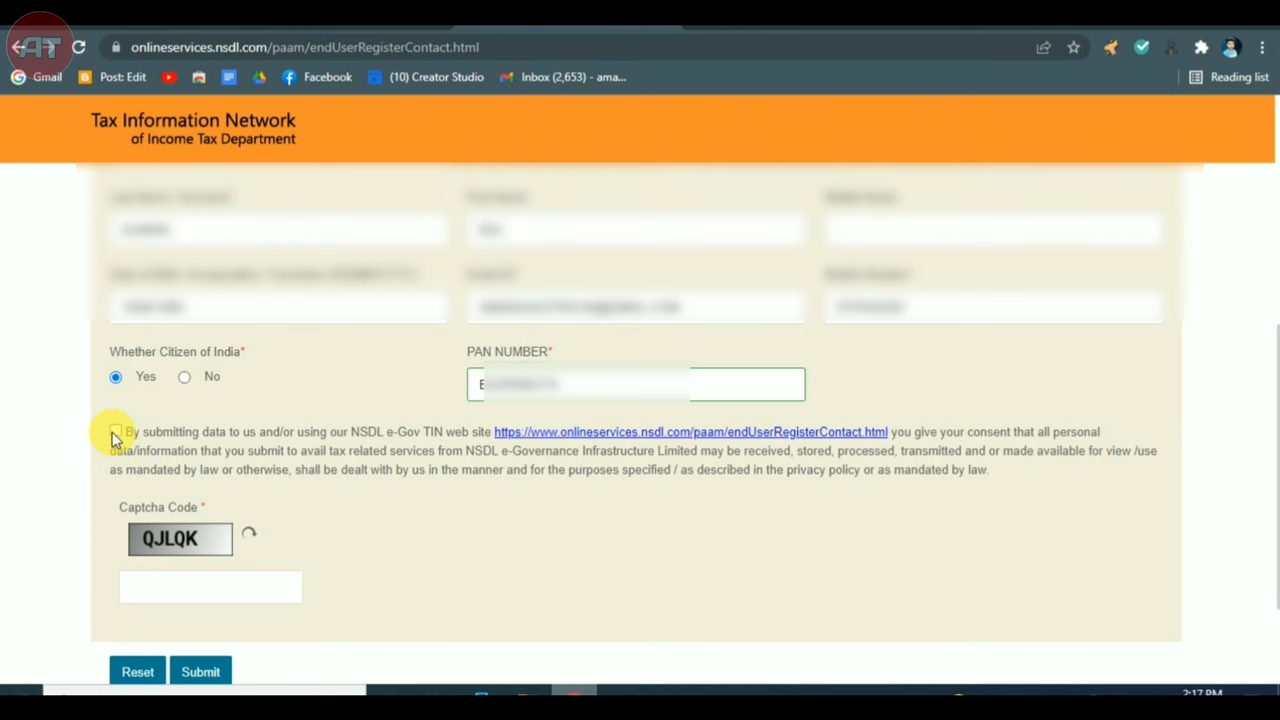 AT
onlineservices.nsdl.com/paam/endUserRegisterContact.html
Gmail Post: Edit Facebook (10) Creator Studio Inbox (2,653) – ama... Reading list
Tax Information Network
of Income Tax Department
Whether Citizen of India* PAN NUMBER*
Yes No
E
By submitting data to us and/or using our NSDL e-Gov TIN web site https://www.onlineservices.nsdl.com/paam/endUserRegisterContact.html you give your consent that all personal
data/information that you submit to avail tax related services from NSDL e-Governance Infrastructure Limited may be received, stored, processed, transmitted and or made available for view /use
as mandated by law or otherwise, shall be dealt with by us in the manner and for the purposes specified / as described in the privacy policy or as mandated by law.
Captcha Code *
QJLQK
Reset Submit
2:17 PM